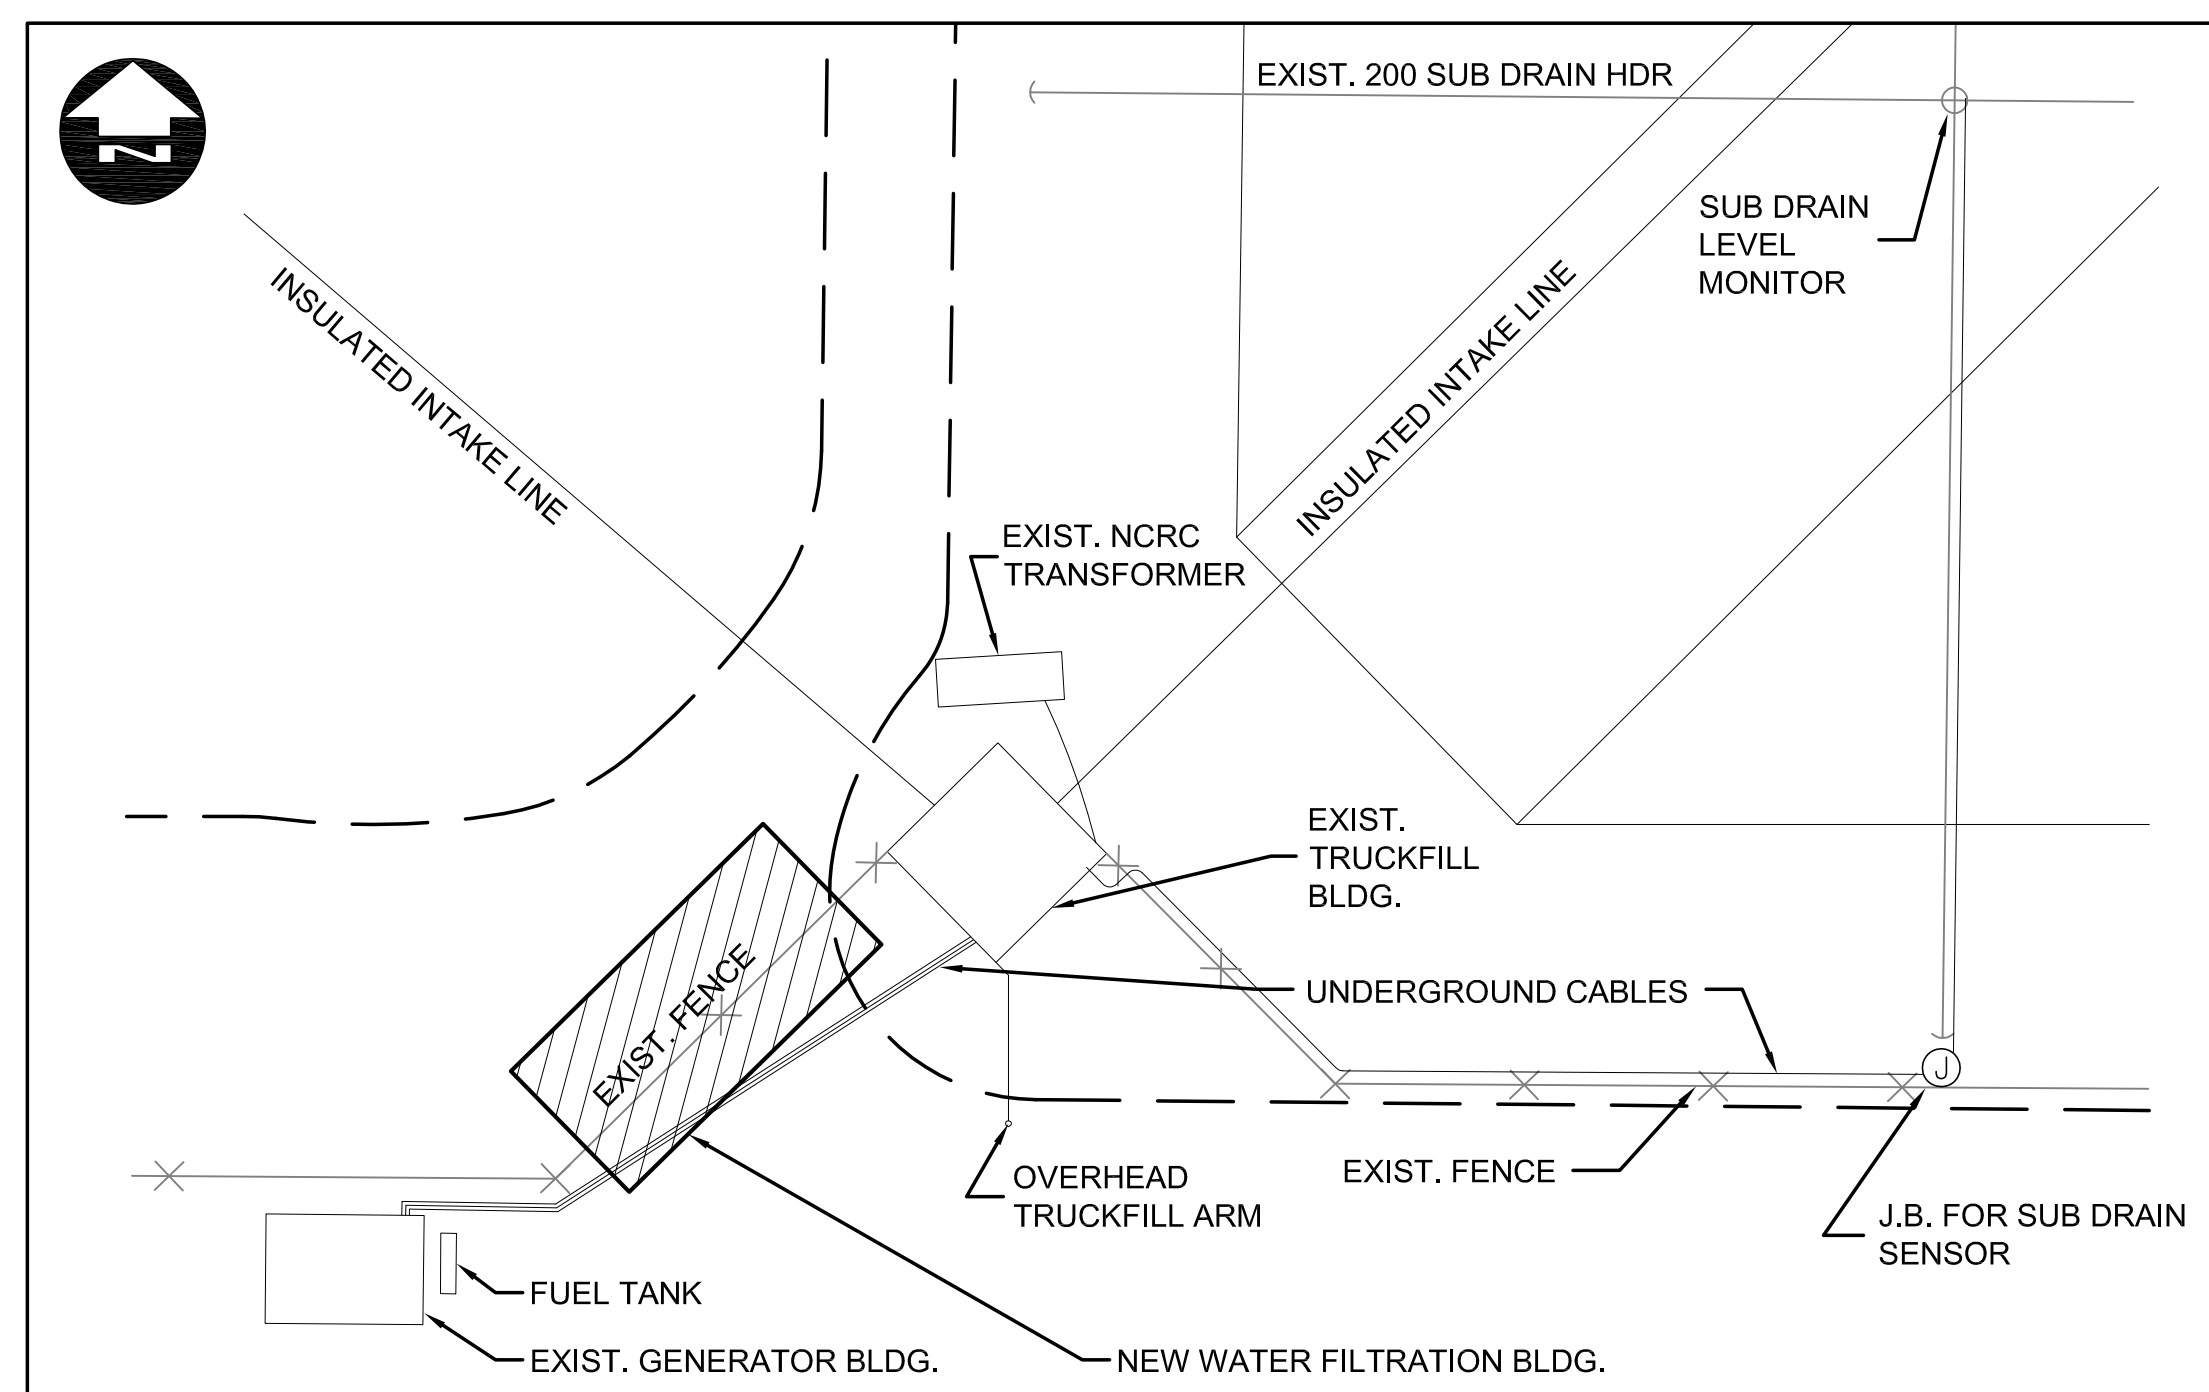 N
EXIST. 200 SUB DRAIN HDR
SUB DRAIN
LEVEL
MONITOR
INSULATED INTAKE LINE
INSULATED INTAKE LINE
EXIST. NCRC
TRANSFORMER
EXIST.
TRUCKFILL
BLDG.
EXIST. FENCE
UNDERGROUND CABLES
J
OVERHEAD
TRUCKFILL ARM
EXIST. FENCE
J.B. FOR SUB DRAIN
SENSOR
FUEL TANK
EXIST. GENERATOR BLDG.
NEW WATER FILTRATION BLDG.